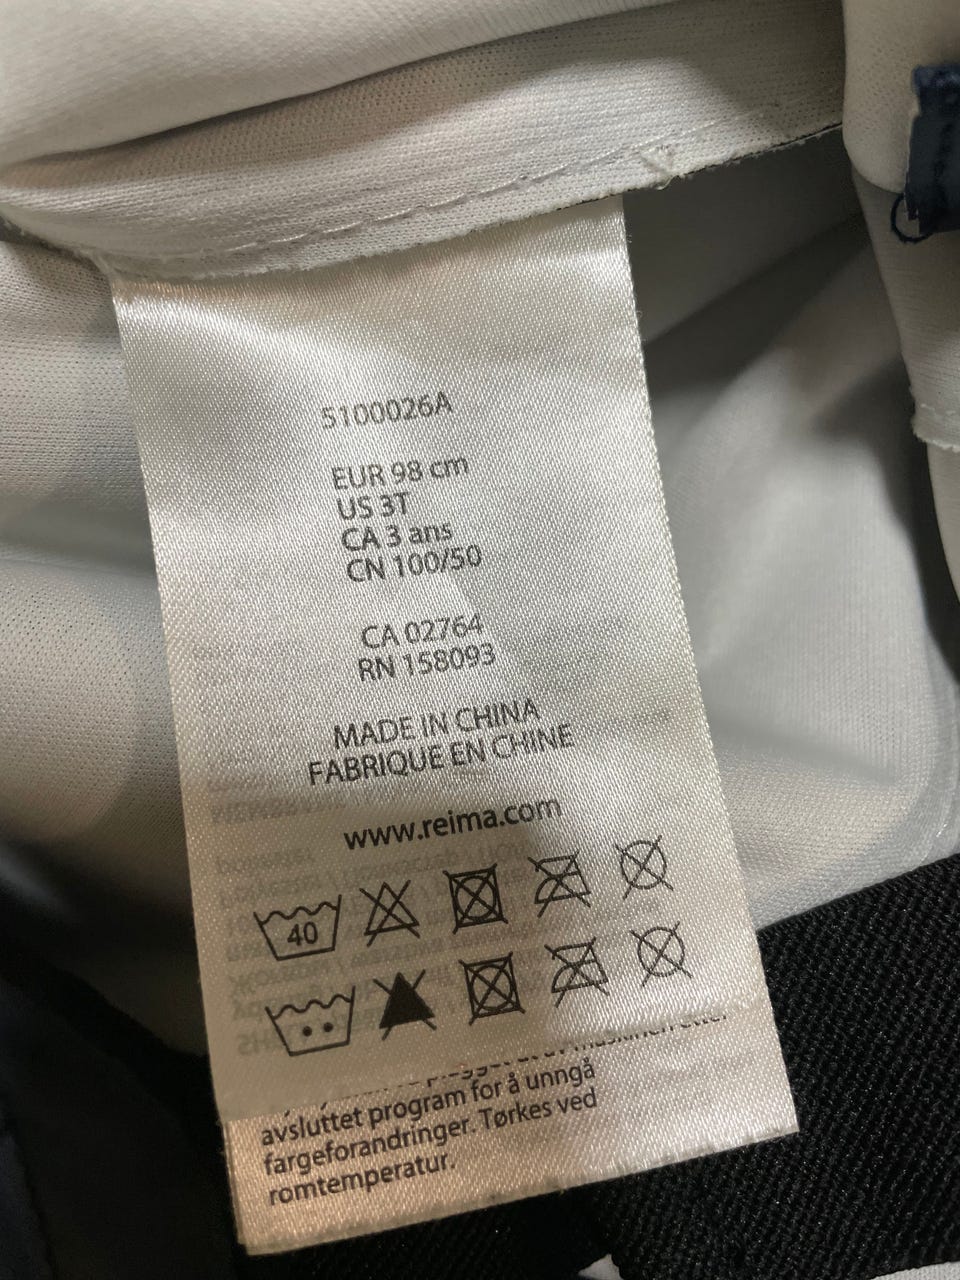 5100026A
EUR 98 cm
US 3T
CA 3 ans
CN 100/50
CA 02764
RN 158093
MADE IN CHINA
FABRIQUE EN CHINE
www.reima.com
40
avsluttet program for å unngå
fargeforandringer. Tørkes ved
romtemperatur.